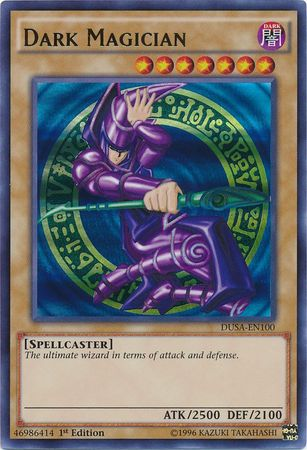 DARK MAGICIAN
DARK
闇
DUSA-EN100
[SPELLCASTER]
The ultimate wizard in terms of attack and defense.
ATK/2500 DEF/2100
46986414 1st Edition ©1996 KAZUKI TAKAHASHI